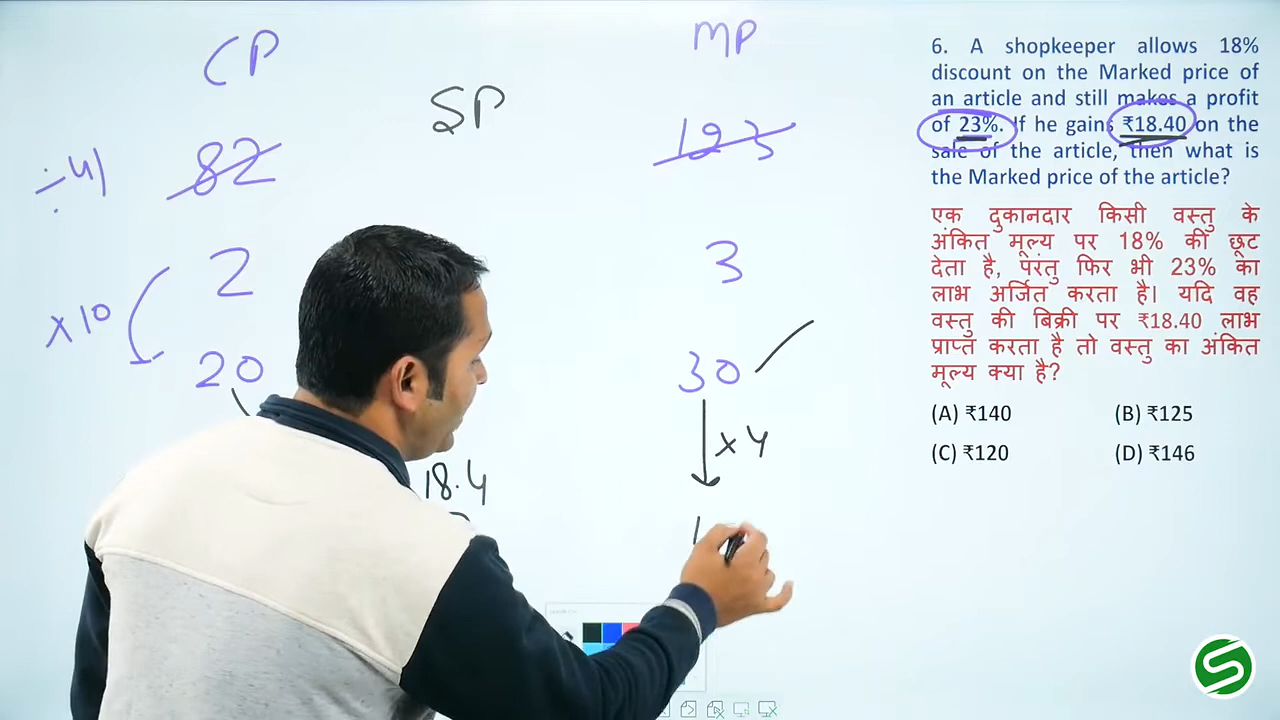 CP
MP
SP
÷41
82
123
2
3
×10
20
30
×4
18.4
1
6. A shopkeeper allows 18%
discount on the Marked price of
an article and still makes a profit
of 23%. If he gains ₹18.40 on the
sale of the article, then what is
the Marked price of the article?
एक दुकानदार किसी वस्तु के
अंकित मूल्य पर 18% की छूट
देता है, परंतु फिर भी 23% का
लाभ अर्जित करता है। यदि वह
वस्तु की बिक्री पर ₹18.40 लाभ
प्राप्त करता है तो वस्तु का अंकित
मूल्य क्या है?
(A) ₹140 (B) ₹125
(C) ₹120 (D) ₹146